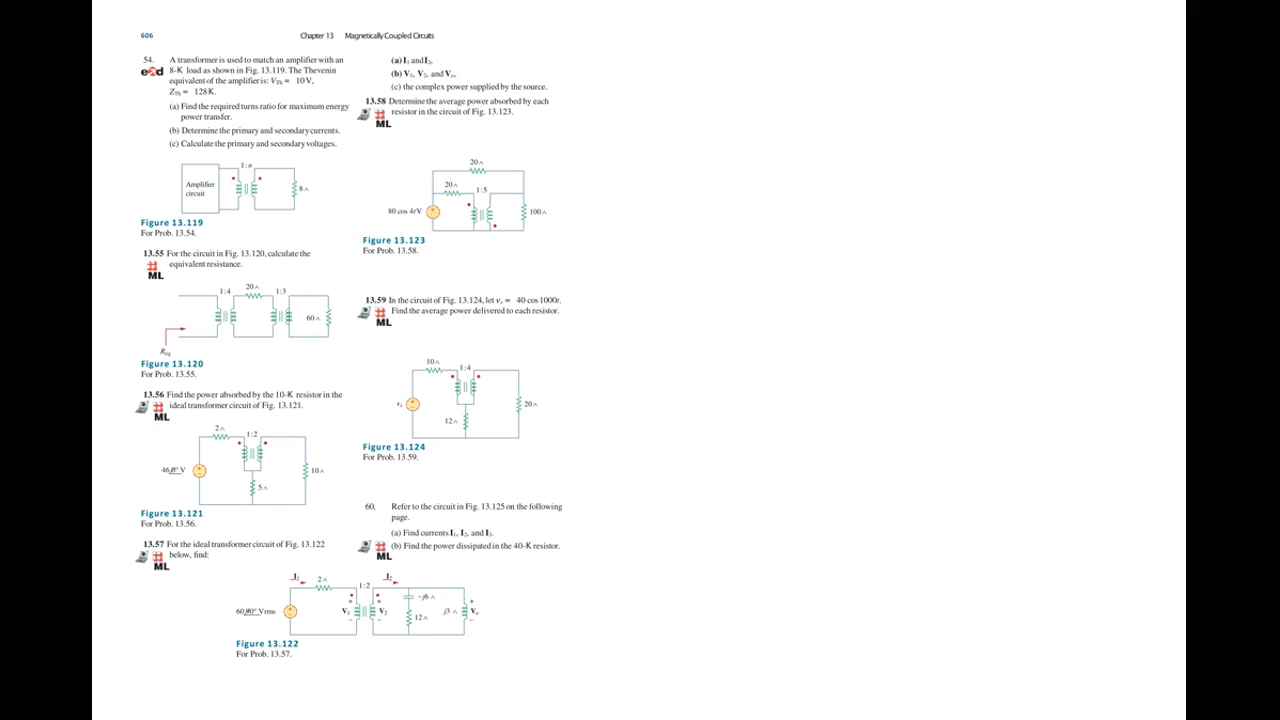 606
Chapter 13 Magnetically Coupled Circuits
54. A transformer is used to match an amplifier with an
8-K load as shown in Fig. 13.119. The Thevenin
equivalent of the amplifier is: VTh = 10 V,
ZTh = 128 K.
(a) Find the required turns ratio for maximum energy
power transfer.
(b) Determine the primary and secondary currents.
(c) Calculate the primary and secondary voltages.
1:n
Amplifier
circuit
8
Figure 13.119
For Prob. 13.54.
13.55 For the circuit in Fig. 13.120, calculate the
equivalent resistance.
ML
1:4
20
1:3
60
Req
Figure 13.120
For Prob. 13.55.
13.56 Find the power absorbed by the 10-K resistor in the
ideal transformer circuit of Fig. 13.121.
ML
2
1:2
46 0° V
10
5
Figure 13.121
For Prob. 13.56.
13.57 For the ideal transformer circuit of Fig. 13.122
below, find:
ML
(a) I1 and I2,
(b) V1, V2, and Vo,
(c) the complex power supplied by the source.
13.58 Determine the average power absorbed by each
resistor in the circuit of Fig. 13.123.
ML
20
20
1:5
80 cos 4t V
100
Figure 13.123
For Prob. 13.58.
13.59 In the circuit of Fig. 13.124, let vs = 40 cos 1000t.
Find the average power delivered to each resistor.
ML
10
1:4
vs
20
12
Figure 13.124
For Prob. 13.59.
60. Refer to the circuit in Fig. 13.125 on the following
page.
(a) Find currents I1, I2, and I3.
(b) Find the power dissipated in the 40-K resistor.
ML
I1
2
1:2
I2
-j6
V1
V2
12
j3
Vo
Vrms
Figure 13.122
For Prob. 13.57.